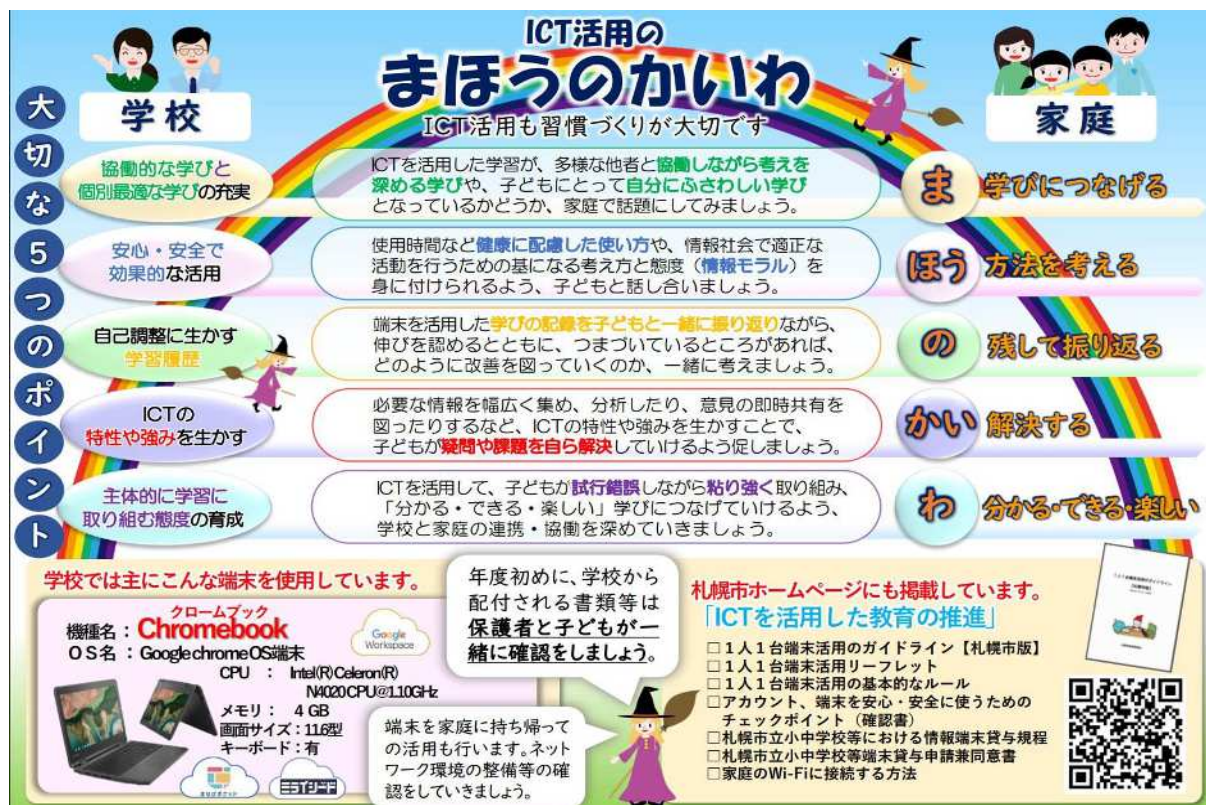 ICT活用の
まほうのかいわ
ICT活用も習慣づくりが大切です
学校
家庭
大切な5つのポイント
協働的な学びと
個別最適な学びの充実
ICTを活用した学習が、多様な他者と協働しながら考えを
深める学びや、子どもにとって自分にふさわしい学び
となっているかどうか、家庭で話題にしてみましょう。
ま 学びにつなげる
安心・安全で
効果的な活用
使用時間など健康に配慮した使い方や、情報社会で適正な
活動を行うための基になる考え方と態度（情報モラル）を
身に付けられるよう、子どもと話し合いましょう。
ほう 方法を考える
自己調整に生かす
学習履歴
端末を活用した学びの記録を子どもと一緒に振り返りながら、
伸びを認めるとともに、つまづいているところがあれば、
どのように改善を図っていくのか、一緒に考えましょう。
の 残して振り返る
ICTの
特性や強みを生かす
必要な情報を幅広く集め、分析したり、意見の即時共有を
図ったりするなど、ICTの特性や強みを生かすことで、
子どもが疑問や課題を自ら解決していけるよう促しましょう。
かい 解決する
主体的に学習に
取り組む態度の育成
ICTを活用して、子どもが試行錯誤しながら粘り強く取り組み、
「分かる・できる・楽しい」学びにつなげていけるよう、
学校と家庭の連携・協働を深めていきましょう。
わ 分かる・できる・楽しい
学校では主にこんな端末を使用しています。
クロームブック
機種名：Chromebook
OS名：Google chrome OS端末
CPU ： Intel(R)Celeron(R)
N4020 CPU@1.10GHz
メモリ： 4 GB
画面サイズ：11.6型
キーボード：有
Google
Workspace
まなびポケット
ミライシード
年度初めに、学校から
配付される書類等は
保護者と子どもが一
緒に確認をしましょう。
端末を家庭に持ち帰って
の活用も行います。ネット
ワーク環境の整備等の確
認をしていきましょう。
札幌市ホームページにも掲載しています。
「ICTを活用した教育の推進」
□１人１台端末活用のガイドライン【札幌市版】
□１人１台端末活用リーフレット
□１人１台端末活用の基本的なルール
□アカウント、端末を安心・安全に使うための
チェックポイント（確認書）
□札幌市立小中学校等における情報端末貸与規程
□札幌市立小中学校等端末貸与申請兼同意書
□家庭のWi-Fiに接続する方法